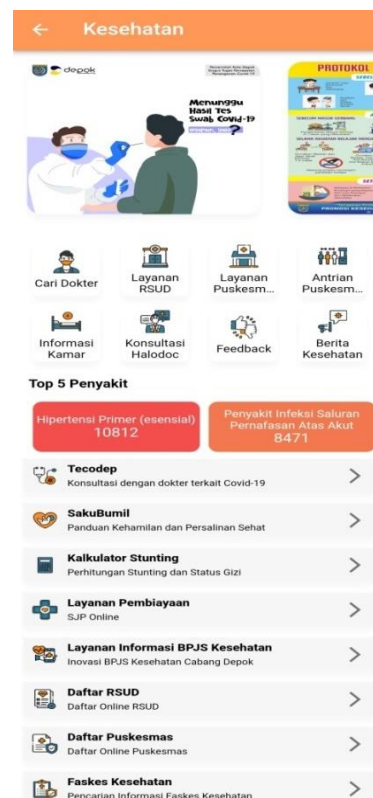 Kesehatan
depok
Menunggu
Hasil Tes
Swab Covid-19
?
PROTOKOL
Cari Dokter
Layanan
RSUD
Layanan
Puskesm...
Antrian
Puskesm...
Informasi
Kamar
Konsultasi
Halodoc
Feedback
Berita
Kesehatan
Top 5 Penyakit
Hipertensi Primer (esensial)
10812
Penyakit Infeksi Saluran
Pernafasan Atas Akut
8471
Tecodep
Konsultasi dengan dokter terkait Covid-19
SakuBumil
Panduan Kehamilan dan Persalinan Sehat
Kalkulator Stunting
Perhitungan Stunting dan Status Gizi
Layanan Pembiayaan
SJP Online
Layanan Informasi BPJS Kesehatan
Inovasi BPJS Kesehatan Cabang Depok
Daftar RSUD
Daftar Online RSUD
Daftar Puskesmas
Daftar Online Puskesmas
Faskes Kesehatan
Pencarian Informasi Faskes Kesehatan